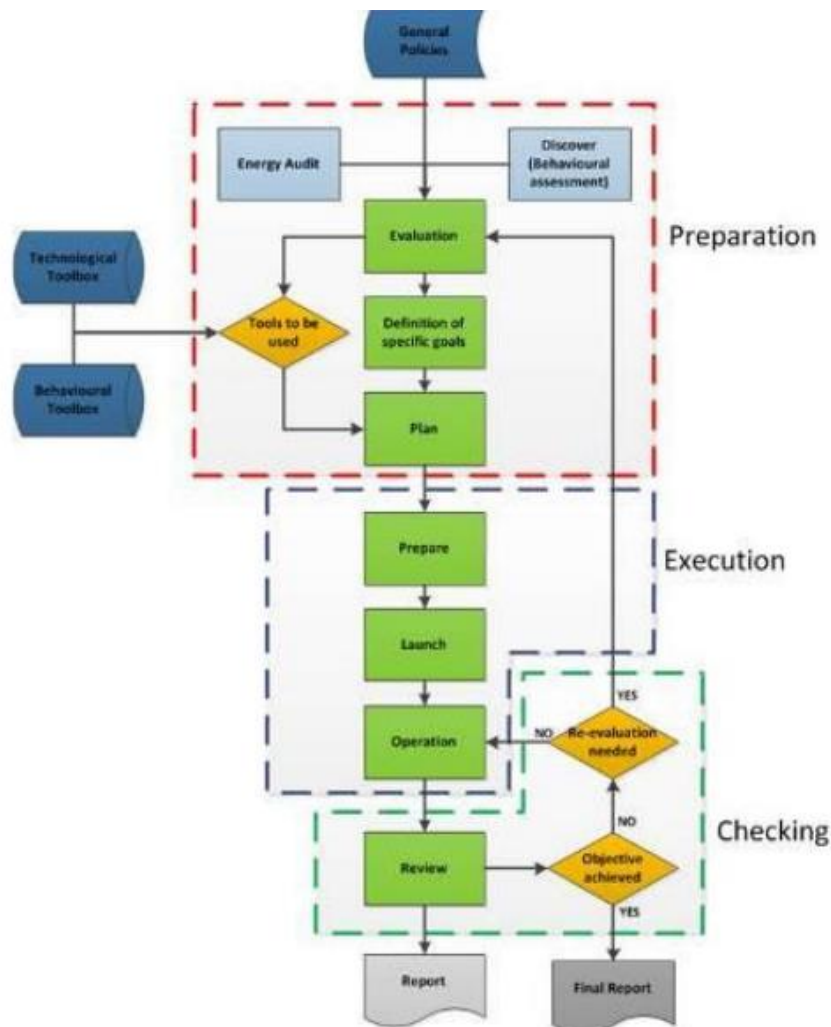 General
Policies
Energy Audit
Discover
(Behavioural
assessment)
Preparation
Evaluation
Technological
Toolbox
Tools to be
used
Definition of
specific goals
Behavioural
Toolbox
Plan
Prepare
Execution
Launch
YES
Operation
NO
Re-evaluation
needed
NO
Checking
Review
Objective
achieved
YES
Report
Final Report